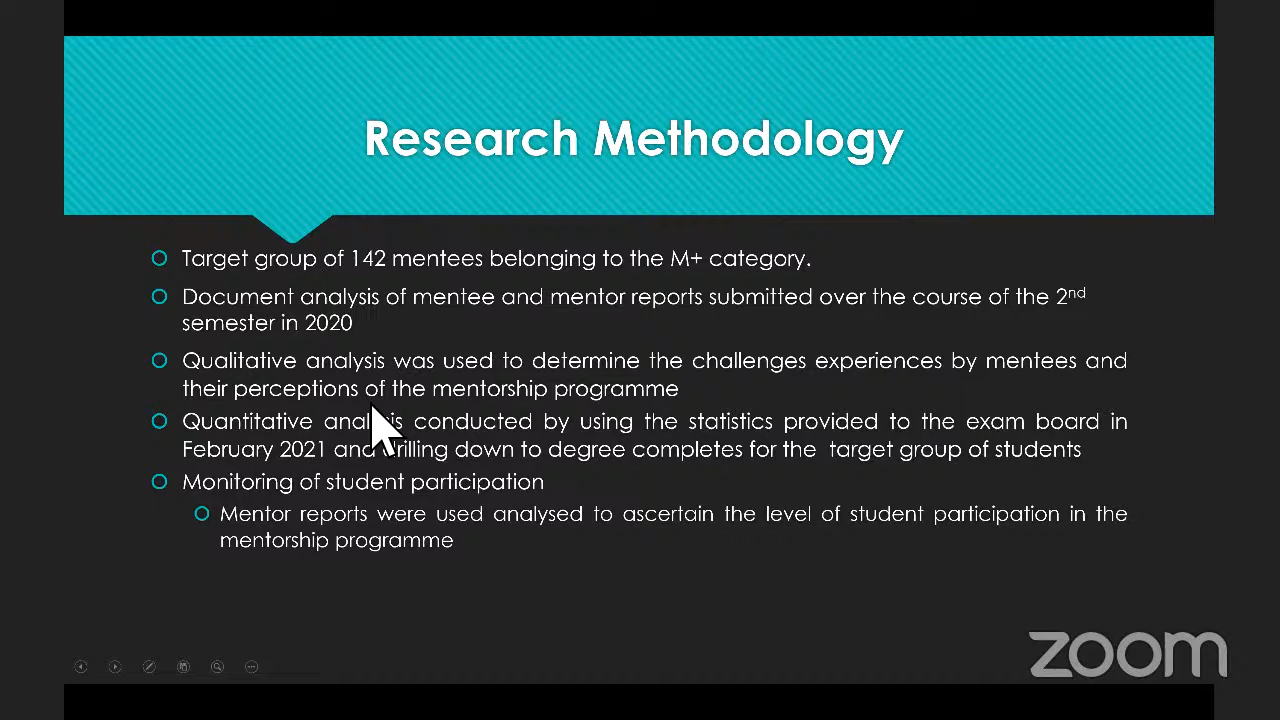 Research Methodology
Target group of 142 mentees belonging to the M+ category.
Document analysis of mentee and mentor reports submitted over the course of the 2nd
semester in 2020
Qualitative analysis was used to determine the challenges experiences by mentees and
their perceptions of the mentorship programme
Quantitative analysis conducted by using the statistics provided to the exam board in
February 2021 and drilling down to degree completes for the target group of students
Monitoring of student participation
Mentor reports were used analysed to ascertain the level of student participation in the
mentorship programme
zoom